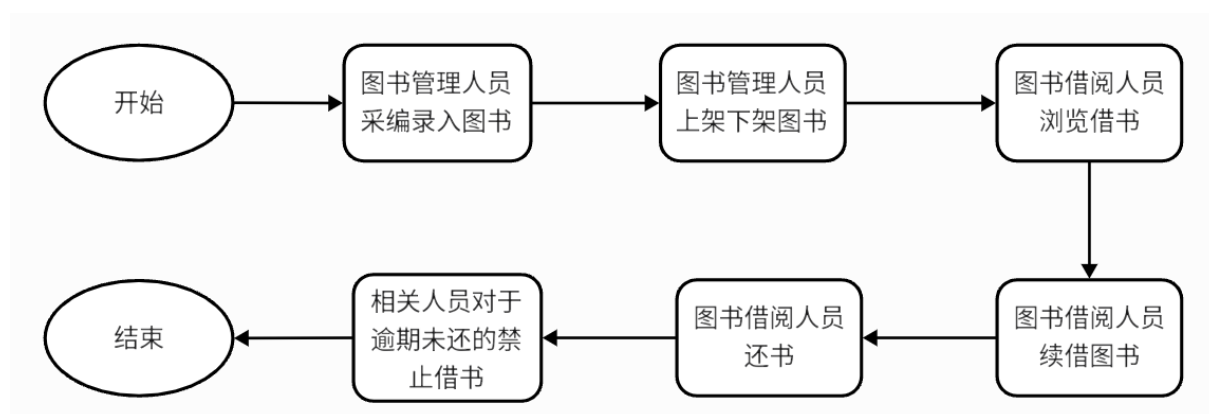 开始
图书管理人员
采编录入图书
图书管理人员
上架下架图书
图书借阅人员
浏览借书
图书借阅人员
续借图书
图书借阅人员
还书
相关人员对于
逾期未还的禁
止借书
结束